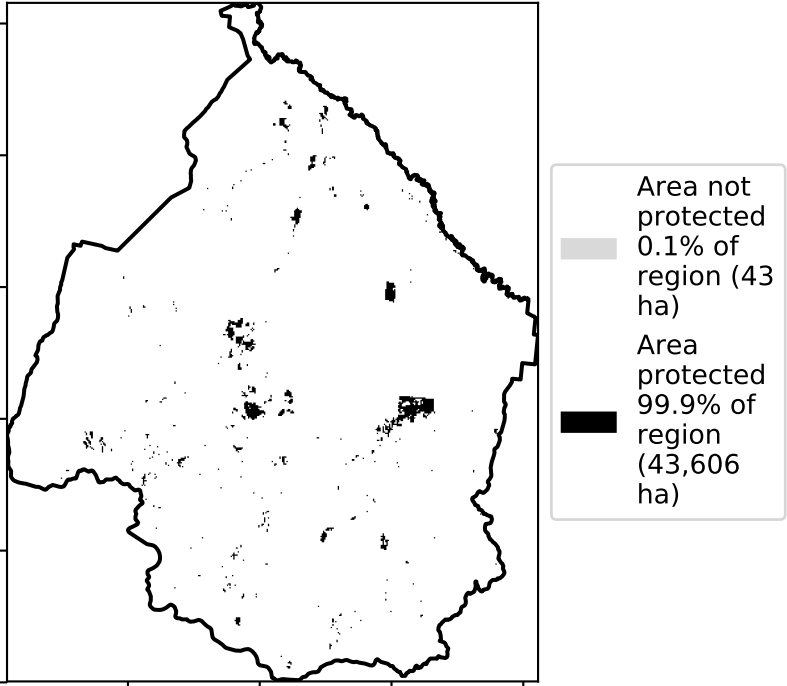 Area not
protected
0.1% of
region (43
ha)
Area
protected
99.9% of
region
(43,606
ha)